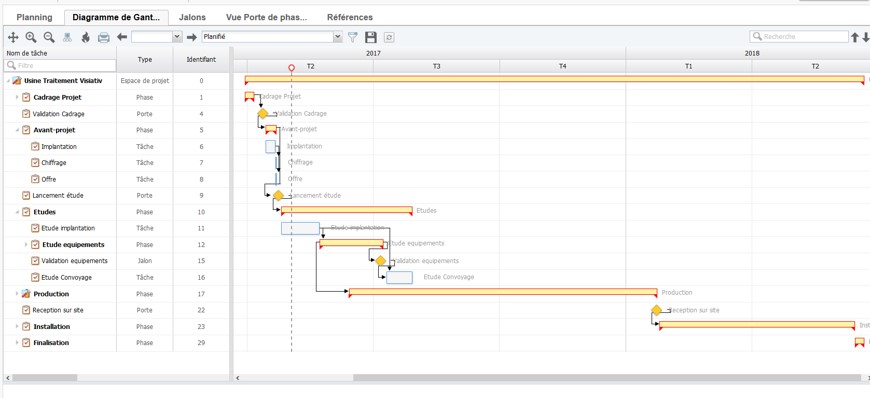 Planning Diagramme de Gant... Jalons Vue Porte de phas... Références
Planifié Recherche
Nom de tâche Type Identifiant 2017 2018
Filtre T2 T3 T4 T1 T2
Usine Traitement Visiativ Espace de projet 0
Cadrage Projet Phase 1 Cadrage Projet
Validation Cadrage Porte 4 Validation Cadrage
Avant-projet Phase 5 Avant-projet
Implantation Tâche 6 Implantation
Chiffrage Tâche 7 Chiffrage
Offre Tâche 8 Offre
Lancement étude Porte 9 Lancement étude
Etudes Phase 10 Etudes
Etude implantation Tâche 11 Etude implantation
Etude equipements Phase 12 Etude equipements
Validation equipements Jalon 15 Validation equipements
Etude Convoyage Tâche 16 Etude Convoyage
Production Phase 17 Production
Reception sur site Porte 22 Reception sur site
Installation Phase 23 Inst
Finalisation Phase 29